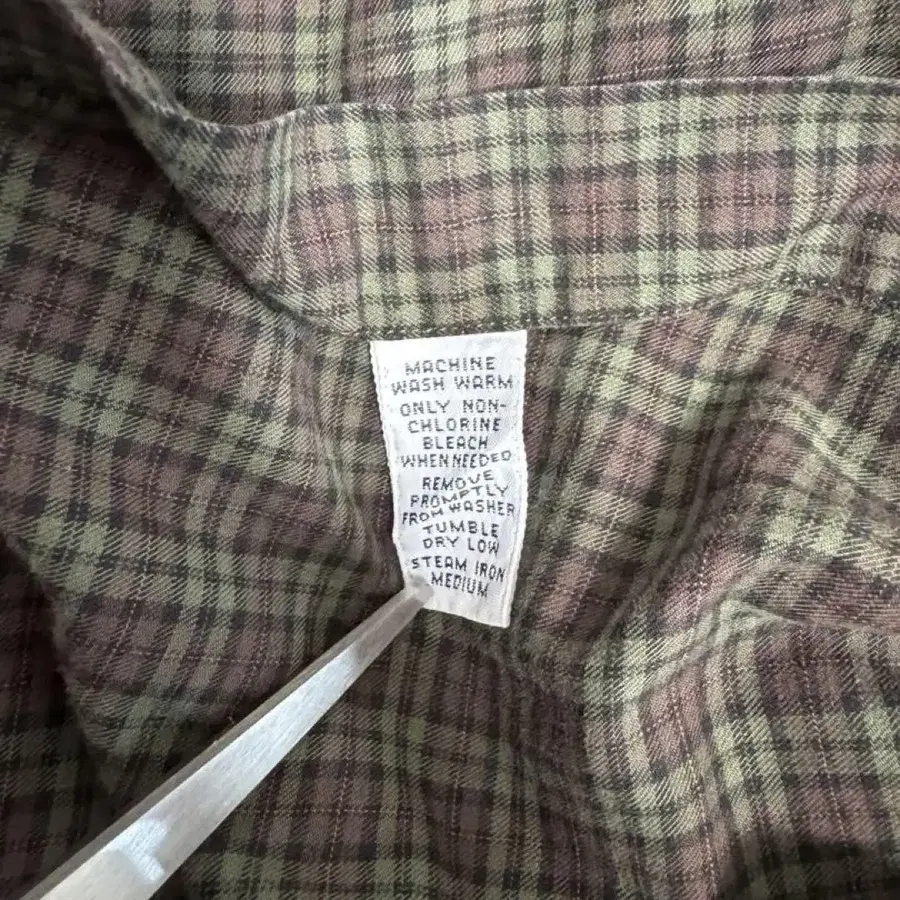 MACHINE
WASH WARM
ONLY NON-
CHLORINE
BLEACH
WHEN NEEDED
REMOVE
PROMPTLY
FROM WASHER
TUMBLE
DRY LOW
STEAM IRON
MEDIUM